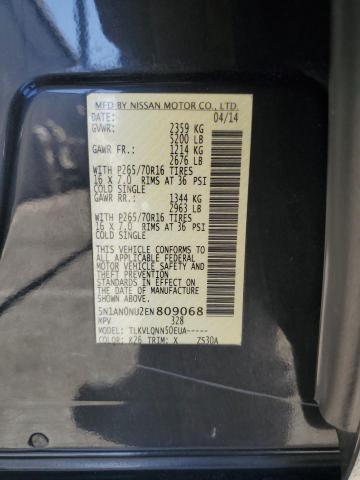 MFD BY NISSAN MOTOR CO., LTD.
DATE: 04/14
GVWR: 2359 KG
5200 LB
GAWR FR.: 1214 KG
2676 LB
WITH P265/70R16 TIRES
16 X 7.0 RIMS AT 36 PSI
COLD SINGLE
GAWR RR.: 1344 KG
2963 LB
WITH P265/70R16 TIRES
16 X 7.0 RIMS AT 36 PSI
COLD SINGLE
THIS VEHICLE CONFORMS TO
ALL APPLICABLE FEDERAL
MOTOR VEHICLE SAFETY AND
THEFT PREVENTION
STANDARDS IN EFFECT ON
THE DATE OF MANUFACTURE
SHOWN ABOVE.
5N1AN0NU2EN809068
MPV 328
MODEL: TLKVLQNN50EUA-----
COLOR: K26 TRIM: X ZS30A